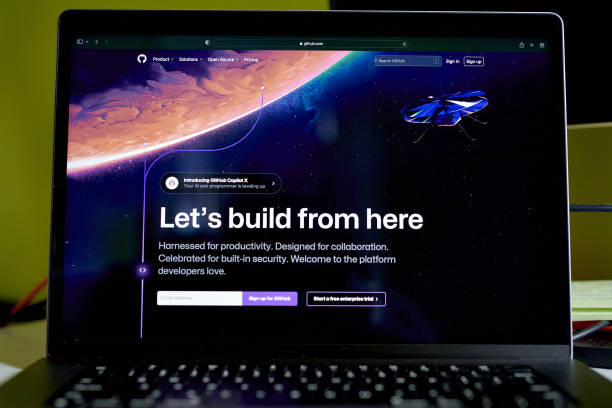 github.com
Product Solutions Open Source Pricing
Search GitHub /
Sign in Sign up
Introducing GitHub Copilot X
Your AI pair programmer is leveling up
Let's build from here
Harnessed for productivity. Designed for collaboration.
Celebrated for built-in security. Welcome to the platform
developers love.
Email address Sign up for GitHub Start a free enterprise trial